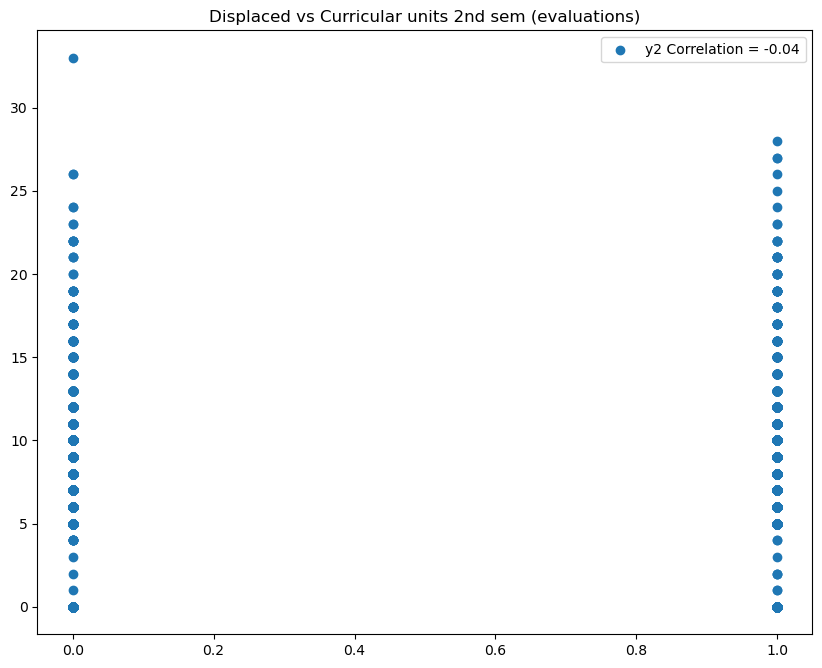 Displaced vs Curricular units 2nd sem (evaluations)
y2 Correlation = -0.04
30
25
20
15
10
5
0
0.0 0.2 0.4 0.6 0.8 1.0